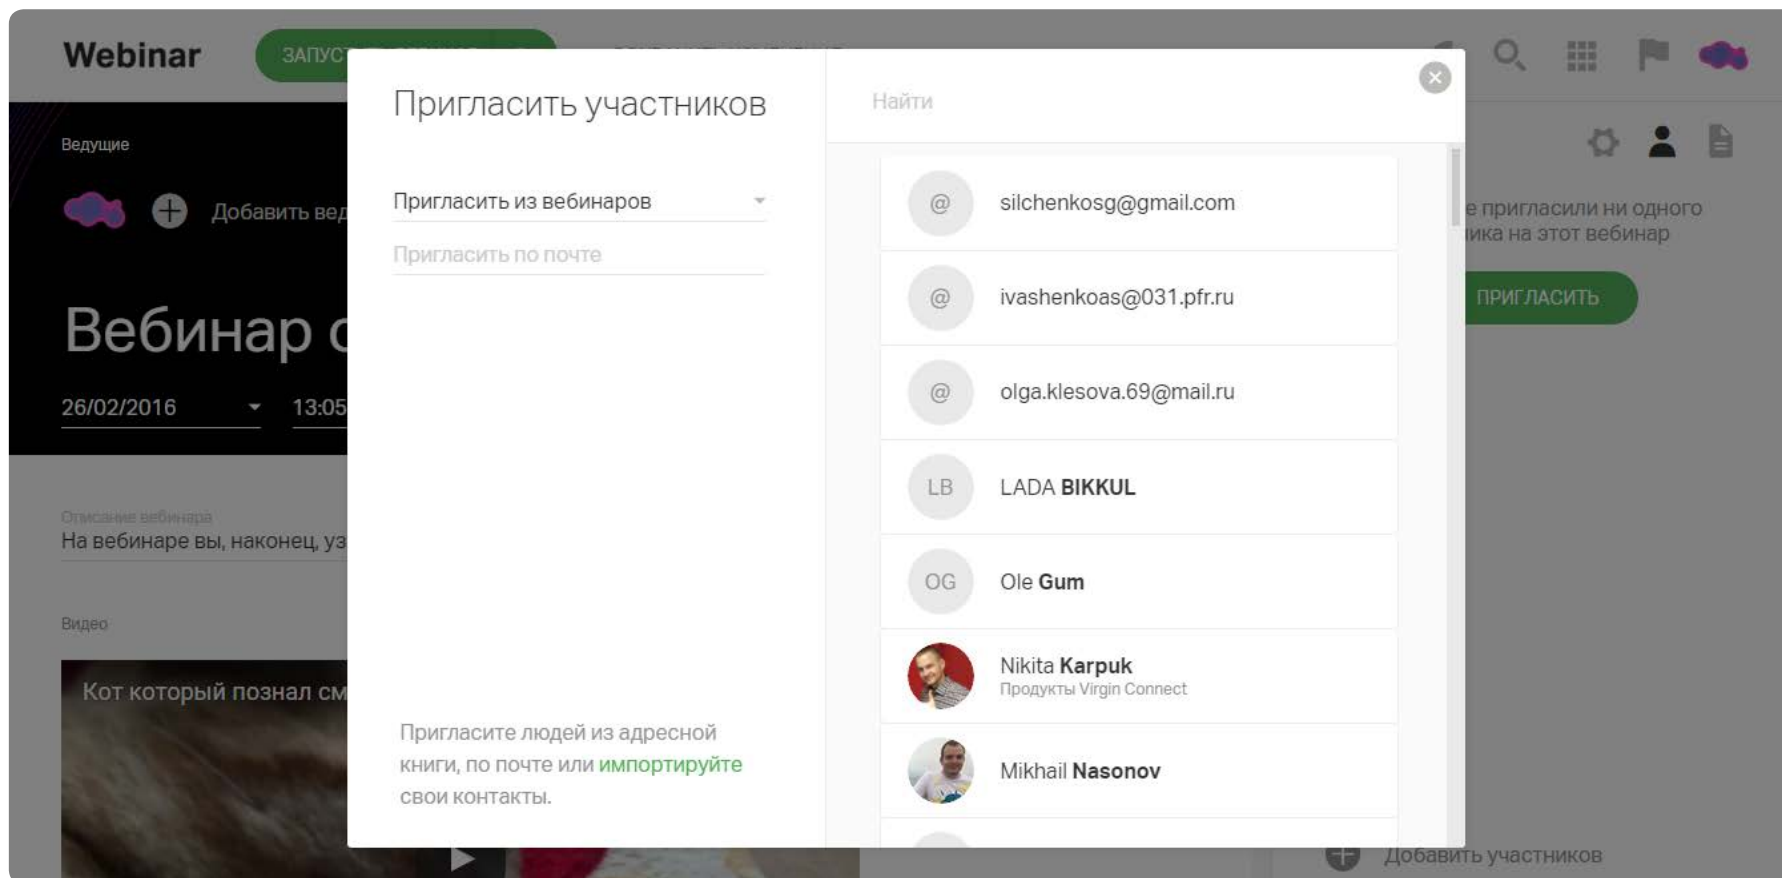 Webinar
ЗАПУС
Ведущие
Добавить вед
Вебинар о
26/02/2016
13:05
Описание вебинара
На вебинаре вы, наконец, уз
Видео
Кот который познал см
Пригласить участников
Пригласить из вебинаров
Пригласить по почте
Пригласите людей из адресной
книги, по почте или импортируйте
свои контакты.
Найти
@ silchenkosg@gmail.com
@ ivashenkoas@031.pfr.ru
@ olga.klesova.69@mail.ru
LB LADA BIKKUL
OG Ole Gum
Nikita Karpuk
Продукты Virgin Connect
Mikhail Nasonov
е пригласили ни одного
ика на этот вебинар
ПРИГЛАСИТЬ
Добавить участников